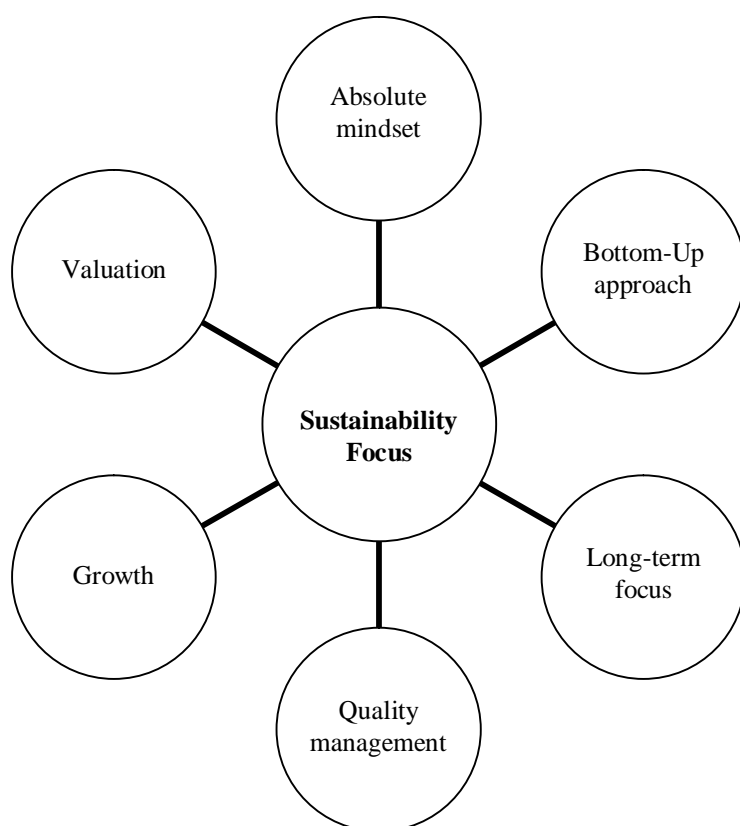 Absolute
mindset
Valuation
Bottom-Up
approach
Sustainability
Focus
Growth
Long-term
focus
Quality
management